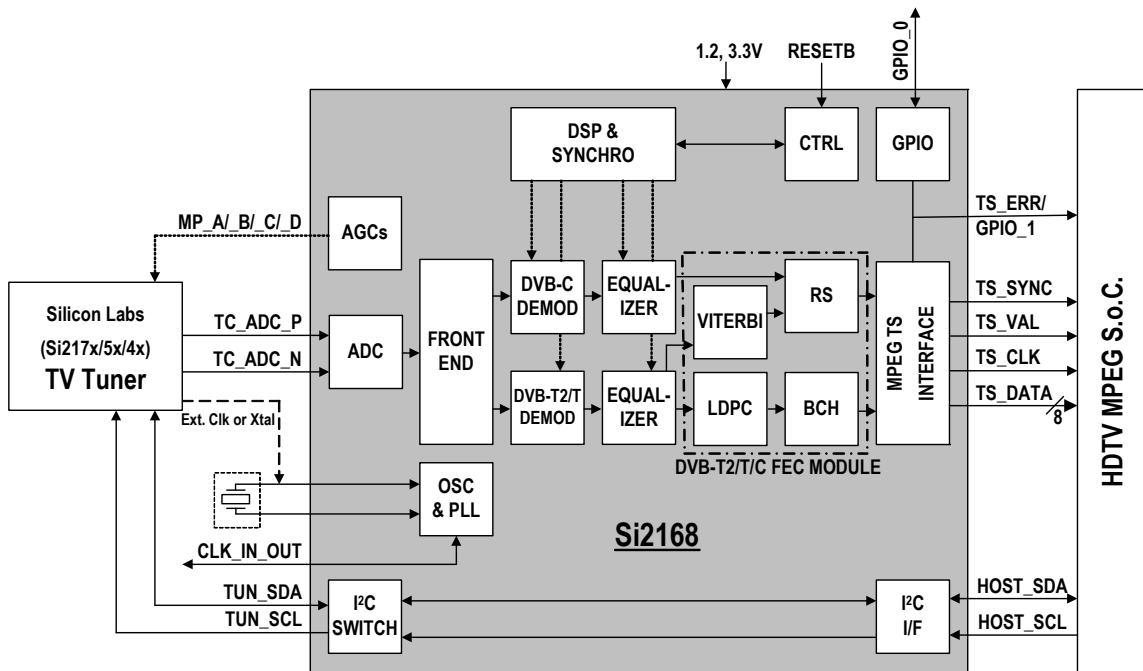 1.2, 3.3V
RESETB
GPIO_0
DSP &
SYNCHRO
CTRL
GPIO
MP_A/_B/_C/_D
AGCs
TS_ERR/
GPIO_1
Silicon Labs
(Si217x/5x/4x)
TV Tuner
TC_ADC_P
TC_ADC_N
ADC
FRONT
END
DVB-C
DEMOD
EQUAL-
IZER
VITERBI
RS
DVB-T2/T
DEMOD
EQUAL-
IZER
LDPC
BCH
DVB-T2/T/C FEC MODULE
MPEG TS
INTERFACE
TS_SYNC
TS_VAL
TS_CLK
TS_DATA
8
HDTV MPEG S.o.C.
Ext. Clk or Xtal
OSC
& PLL
CLK_IN_OUT
Si2168
TUN_SDA
TUN_SCL
I²C
SWITCH
I²C
I/F
HOST_SDA
HOST_SCL